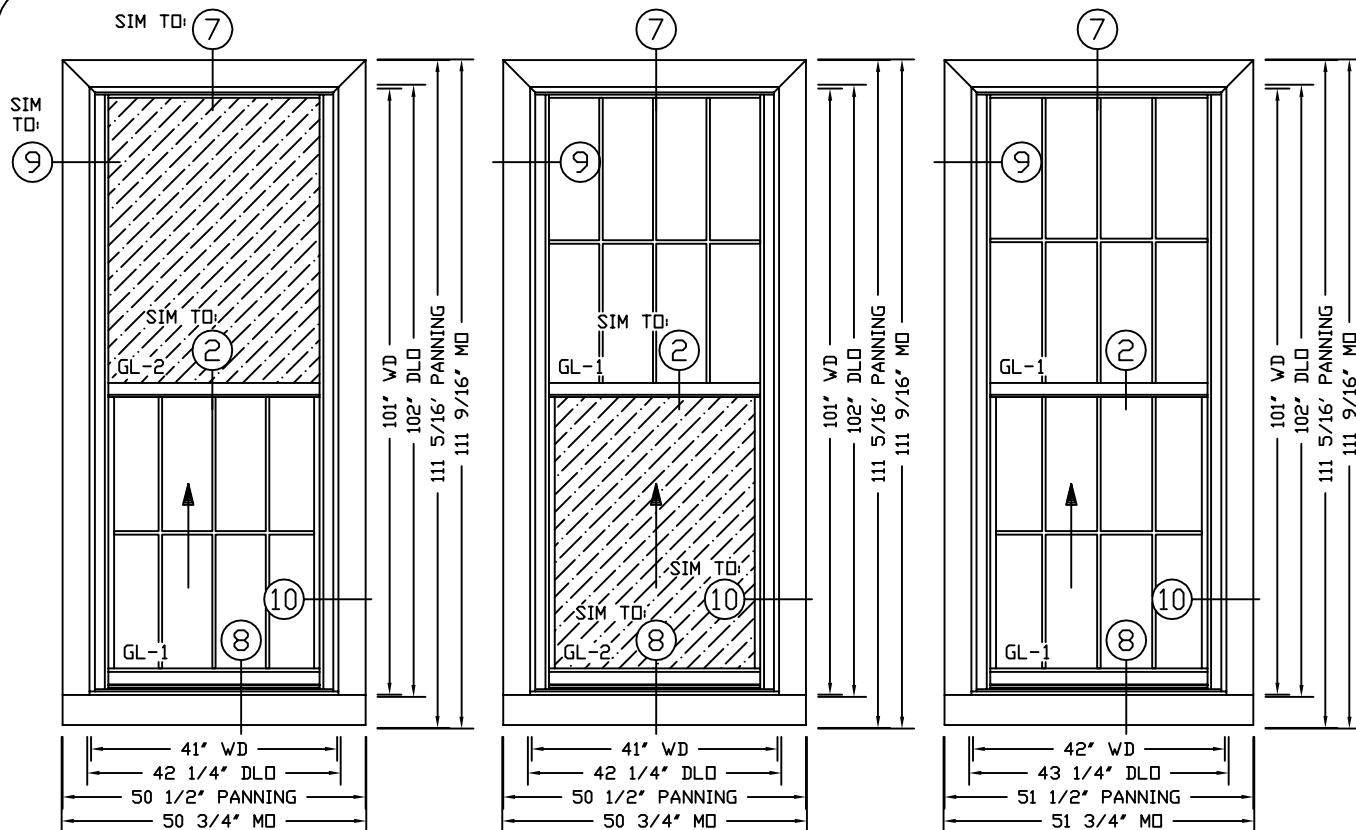 SIM TO:
7
SIM
TO:
9
SIM TO:
2
GL-2
10
8
GL-1
101" WD
102" DLO
111 5/16' PANNING
111 9/16" MO
41" WD
42 1/4" DLO
50 1/2" PANNING
50 3/4" MO
7
9
SIM TO:
2
GL-1
SIM TO:
10
SIM TO:
8
GL-2
101" WD
102" DLO
111 5/16' PANNING
111 9/16" MO
41" WD
42 1/4" DLO
50 1/2" PANNING
50 3/4" MO
7
9
2
GL-1
10
8
GL-1
101" WD
102" DLO
111 5/16' PANNING
111 9/16" MO
42" WD
43 1/4" DLO
51 1/2" PANNING
51 3/4" MO